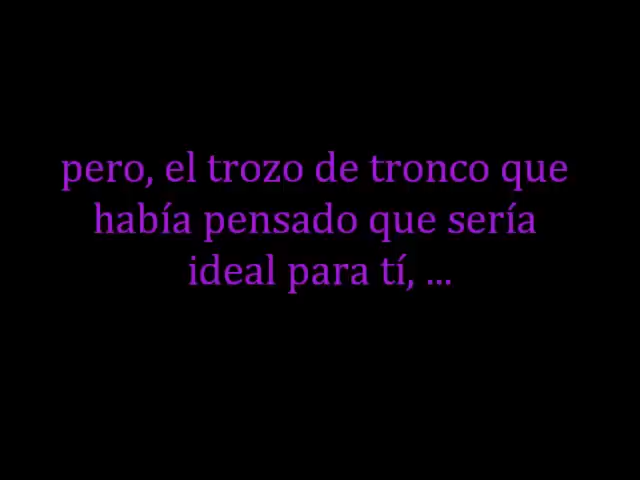 pero, el trozo de tronco que
había pensado que sería
ideal para tí, ...